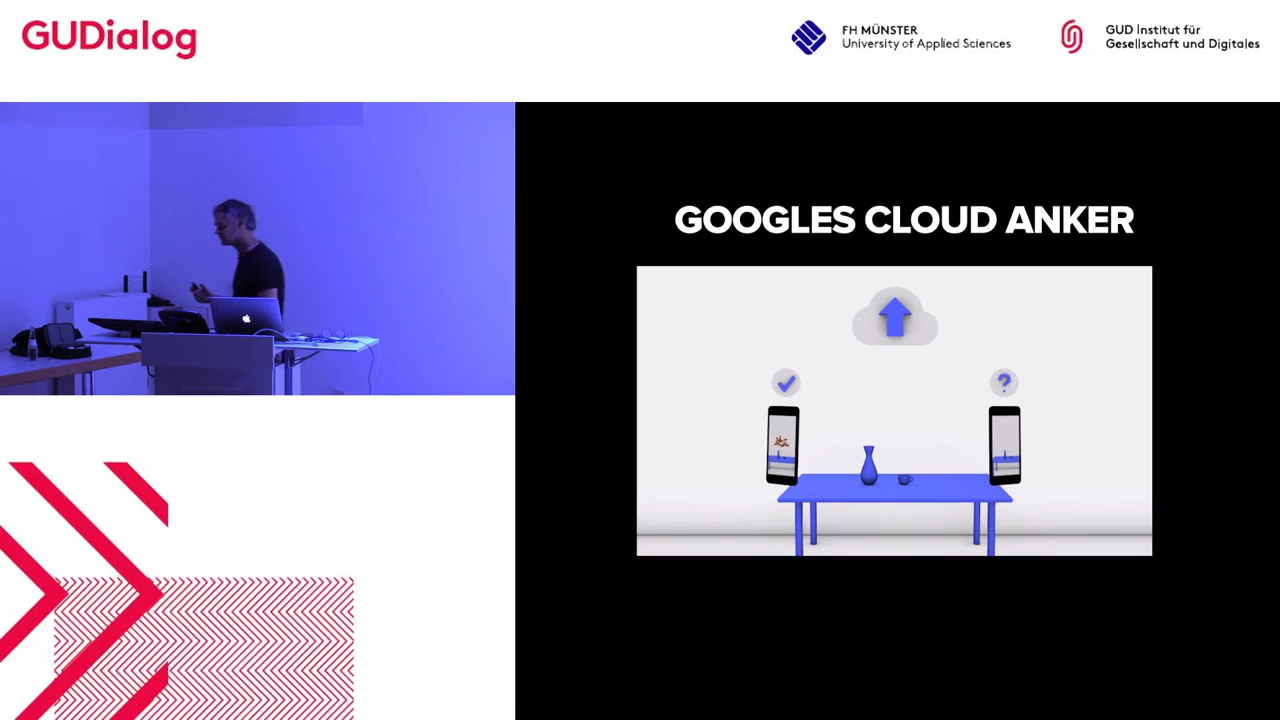 GUDialog
FH MÜNSTER
University of Applied Sciences
GUD Institut für
Gesellschaft und Digitales
GOOGLES CLOUD ANKER
?